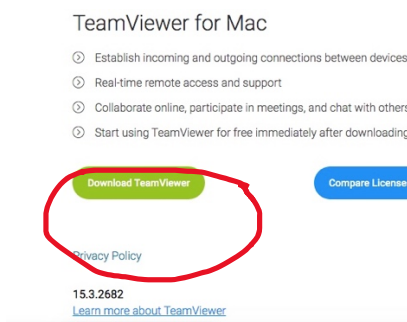 TeamViewer for Mac
Establish incoming and outgoing connections between devices
Real-time remote access and support
Collaborate online, participate in meetings, and chat with others
Start using TeamViewer for free immediately after downloading
Download TeamViewer
Compare License
Privacy Policy
15.3.2682
Learn more about TeamViewer